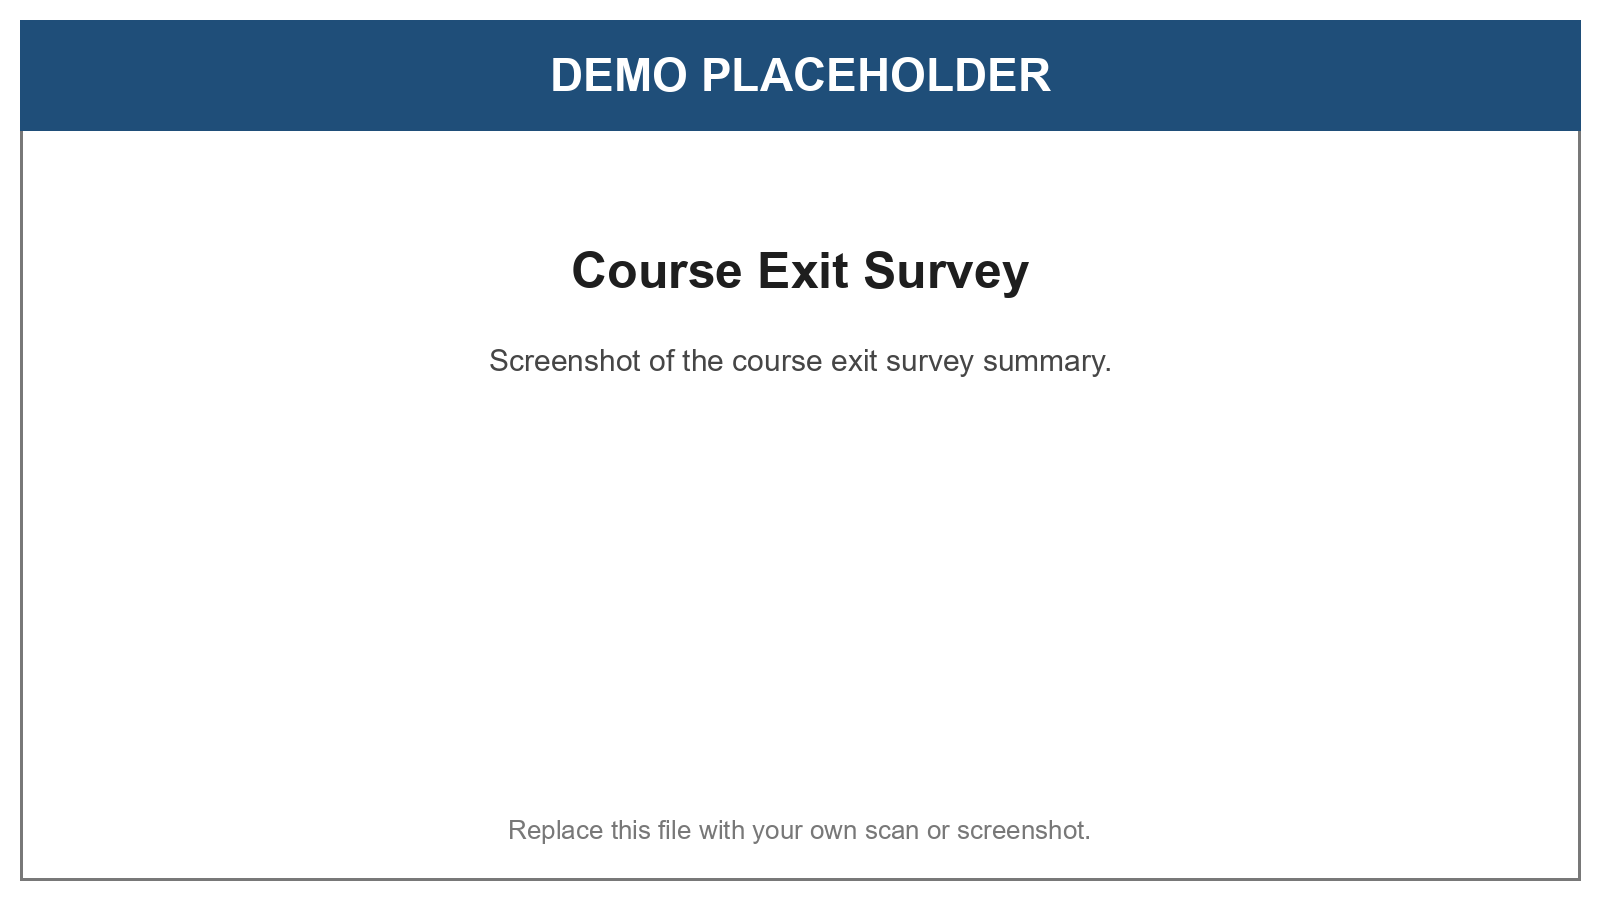 DEMO PLACEHOLDER
Course Exit Survey
Screenshot of the course exit survey summary.
Replace this file with your own scan or screenshot.